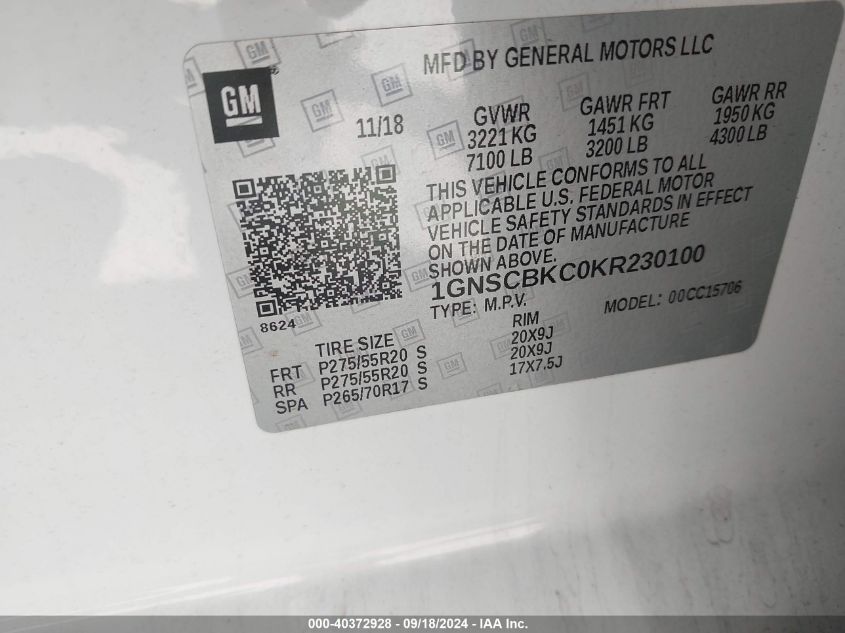 GM
MFD BY GENERAL MOTORS LLC
11/18
GVWR GAWR FRT GAWR RR
3221 KG 1451 KG 1950 KG
7100 LB 3200 LB 4300 LB
THIS VEHICLE CONFORMS TO ALL
APPLICABLE U.S. FEDERAL MOTOR
VEHICLE SAFETY STANDARDS IN EFFECT
ON THE DATE OF MANUFACTURE
SHOWN ABOVE.
1GNSCBKC0KR230100
TYPE: M.P.V. MODEL: 00CC15706
8624
TIRE SIZE RIM
FRT P275/55R20 S 20X9J
RR P275/55R20 S 20X9J
SPA P265/70R17 S 17X7.5J
000-40372928 - 09/18/2024 - IAA Inc.